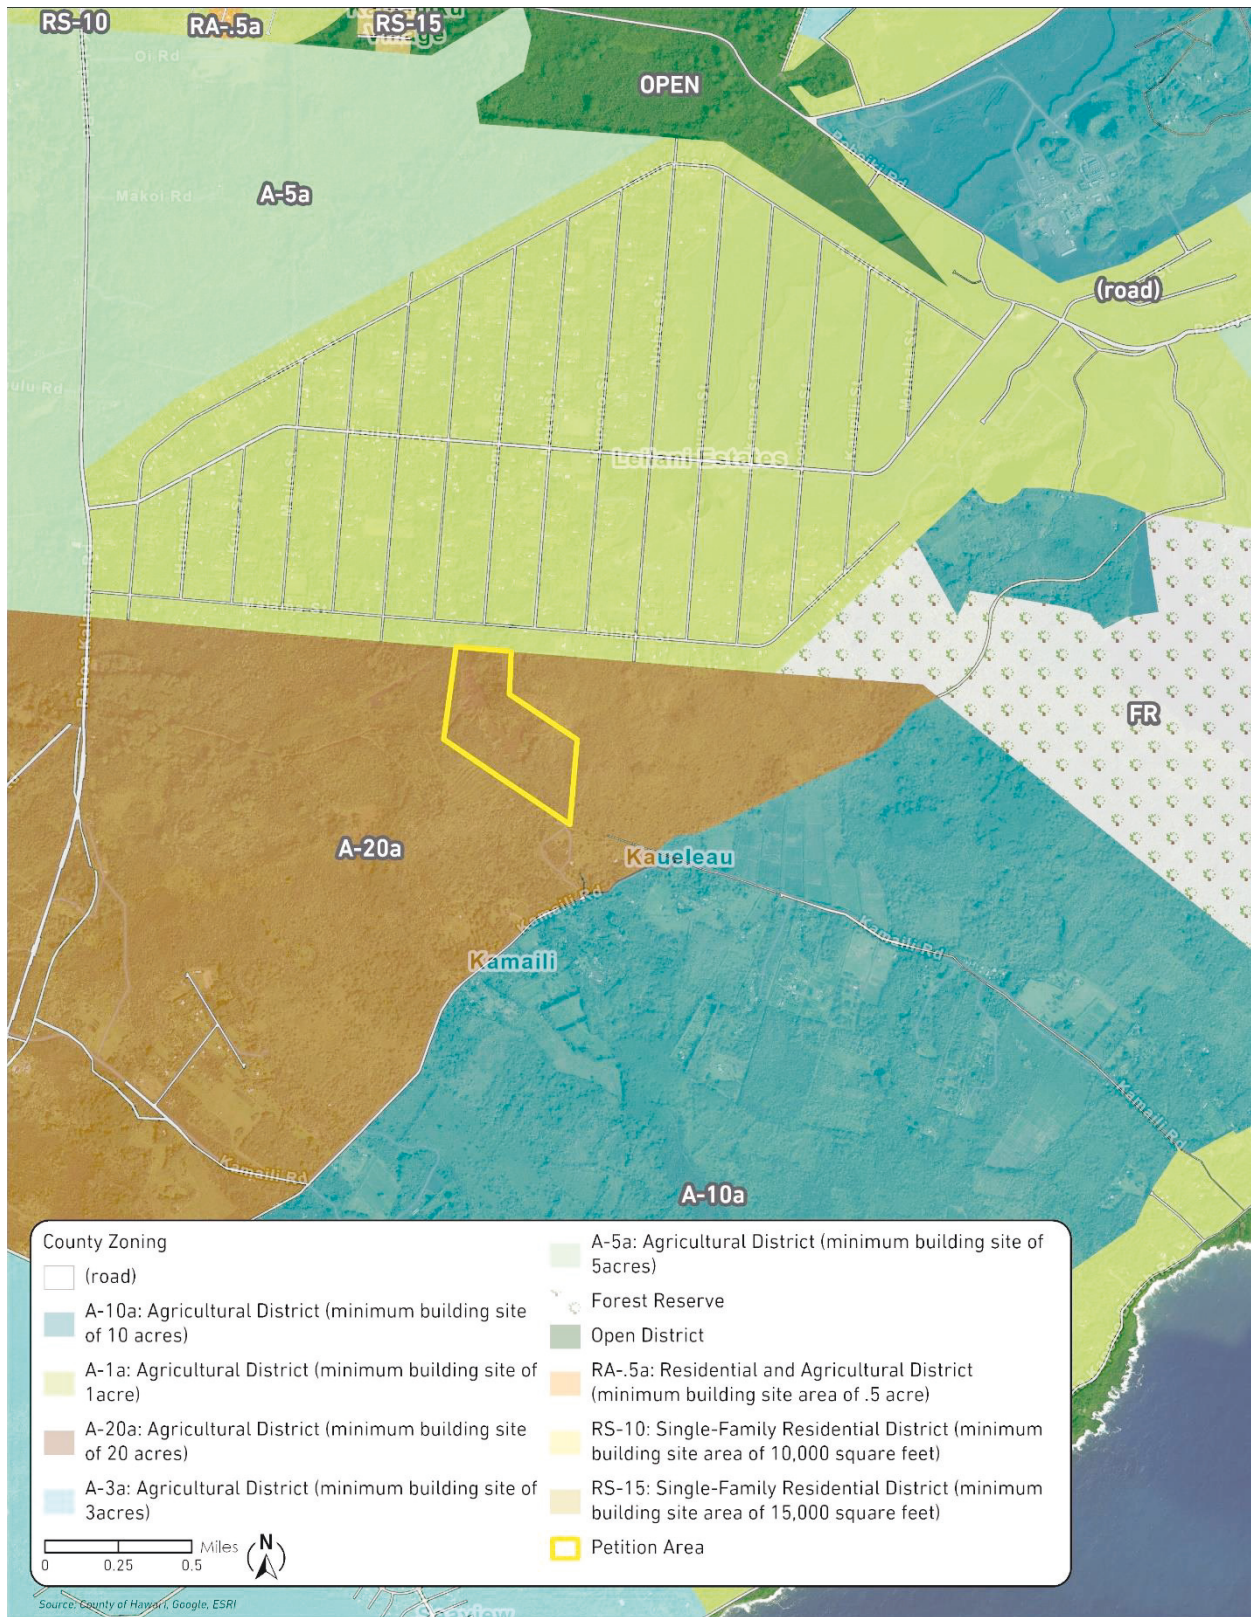 RS-10
RA-.5a
RS-15
Village
Oi Rd
OPEN
Makoi Rd
A-5a
Pohoiki Rd
(road)
Leilani Estates
FR
A-20a
Kaueleau
Kamaili Rd
Kamaili Rd
Kamaili
Kamaili Rd
Kamaili Rd
A-10a
County Zoning
(road)
A-10a: Agricultural District (minimum building site
of 10 acres)
A-1a: Agricultural District (minimum building site of
1acre)
A-20a: Agricultural District (minimum building site
of 20 acres)
A-3a: Agricultural District (minimum building site of
3acres)
A-5a: Agricultural District (minimum building site of
5acres)
Forest Reserve
Open District
RA-.5a: Residential and Agricultural District
(minimum building site area of .5 acre)
RS-10: Single-Family Residential District (minimum
building site area of 10,000 square feet)
RS-15: Single-Family Residential District (minimum
building site area of 15,000 square feet)
Petition Area
Miles
0 0.25 0.5
N
Source: County of Hawai'i, Google, ESRI
Seaview